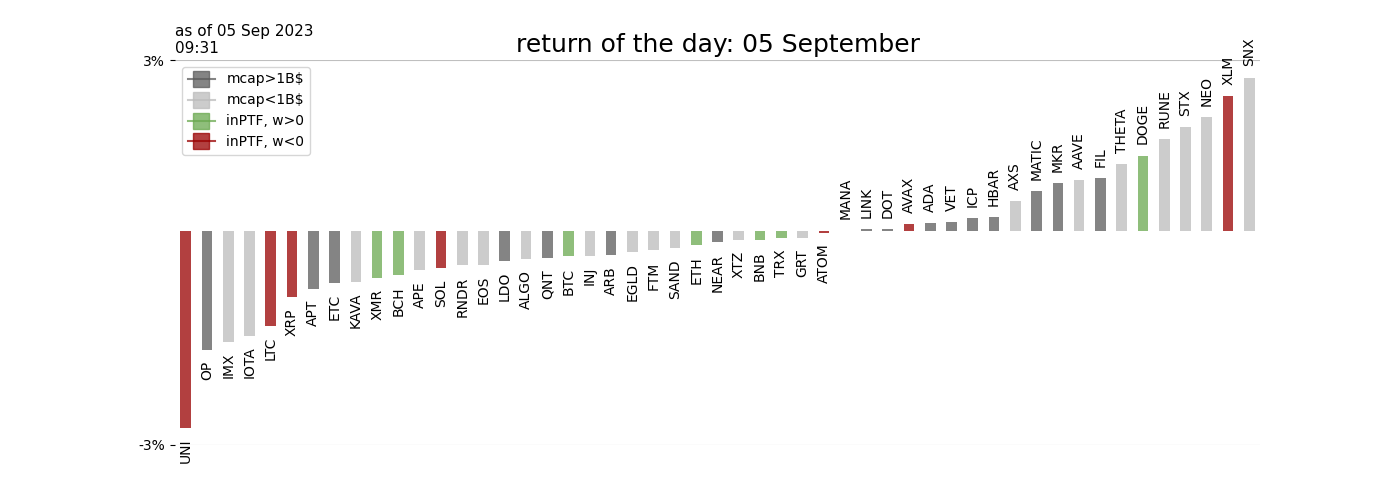 as of 05 Sep 2023
09:31
return of the day: 05 September
3%
-3%
mcap>1B$
mcap<1B$
inPTF, w>0
inPTF, w<0
UNI
OP
IMX
IOTA
LTC
XRP
APT
ETC
KAVA
XMR
BCH
APE
SOL
RNDR
EOS
LDO
ALGO
QNT
BTC
INJ
ARB
EGLD
FTM
SAND
ETH
NEAR
XTZ
BNB
TRX
GRT
ATOM
MANA
LINK
DOT
AVAX
ADA
VET
ICP
HBAR
AXS
MATIC
MKR
AAVE
FIL
THETA
DOGE
RUNE
STX
NEO
XLM
SNX